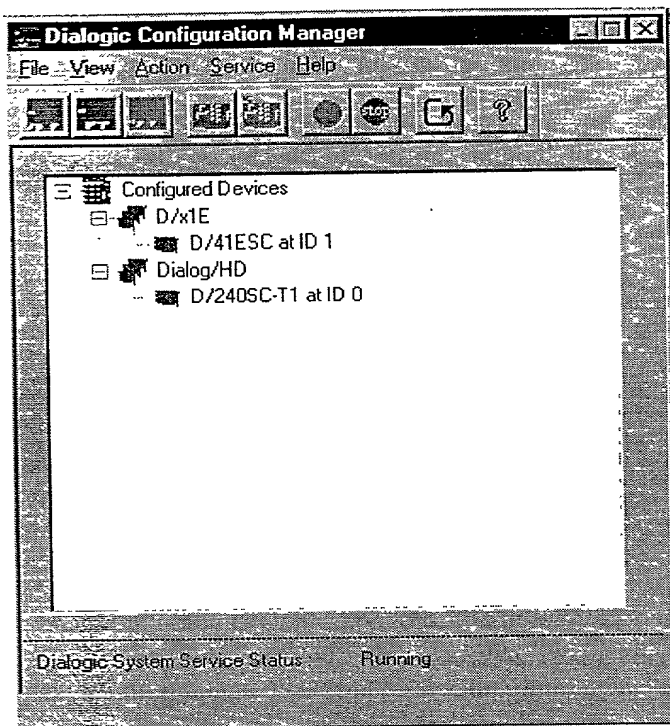 Dialogic Configuration Manager
File View Action Service Help
STOP ?
Configured Devices
D/x1E
D/41ESC at ID 1
Dialog/HD
D/240SC-T1 at ID 0
Dialogic System Service Status : Running